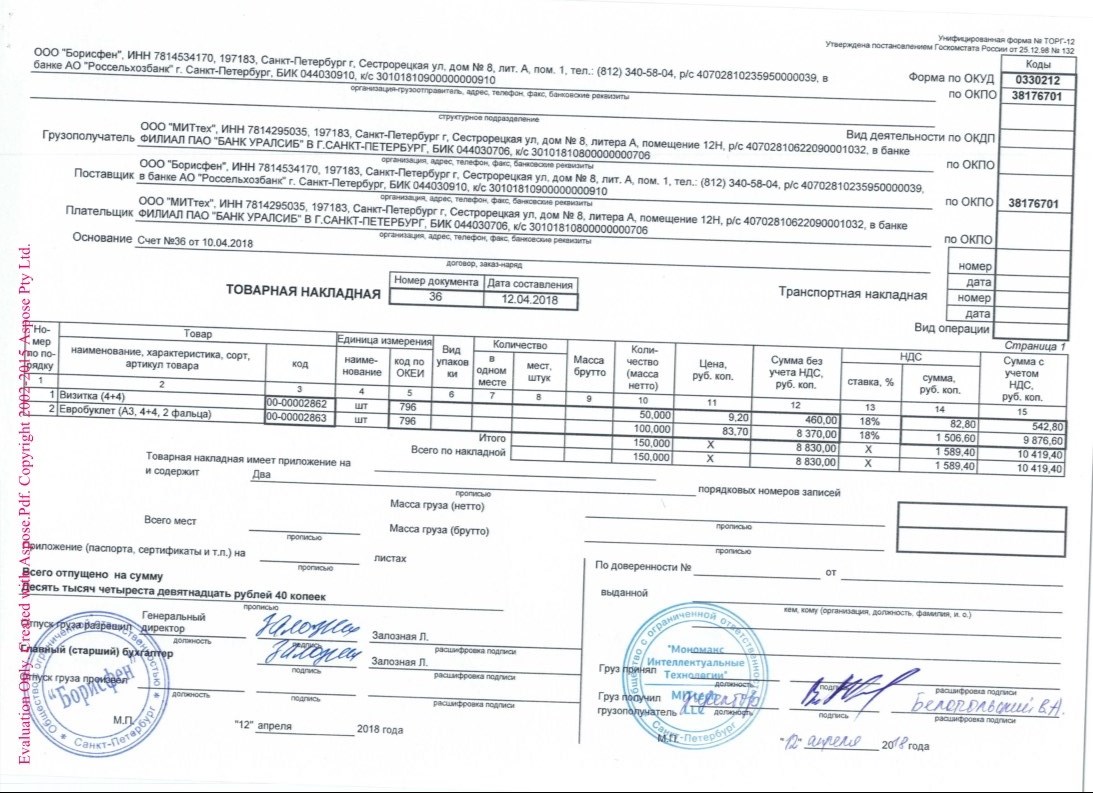 Унифицированная форма № ТОРГ-12
Утверждена постановлением Госкомстата России от 25.12.98 № 132
Коды
Форма по ОКУД 0330212
ООО "Борисфен", ИНН 7814534170, 197183, Санкт-Петербург г, Сестрорецкая ул, дом № 8, лит. А, пом. 1, тел.: (812) 340-58-04, р/с 40702810235950000039, в
банке АО "Россельхозбанк" г. Санкт-Петербург, БИК 044030910, к/с 30101810900000000910
по ОКПО 38176701
организация-грузоотправитель, адрес, телефон, факс, банковские реквизиты
структурное подразделение
Вид деятельности по ОКДП
Грузополучатель ООО "МИТтех", ИНН 7814295035, 197183, Санкт-Петербург г, Сестрорецкая ул, дом № 8, литера А, помещение 12Н, р/с 40702810622090001032, в банке
ФИЛИАЛ ПАО "БАНК УРАЛСИБ" В Г.САНКТ-ПЕТЕРБУРГ, БИК 044030706, к/с 30101810800000000706
по ОКПО
организация, адрес, телефон, факс, банковские реквизиты
Поставщик ООО "Борисфен", ИНН 7814534170, 197183, Санкт-Петербург г, Сестрорецкая ул, дом № 8, лит. А, пом. 1, тел.: (812) 340-58-04, р/с 40702810235950000039,
в банке АО "Россельхозбанк" г. Санкт-Петербург, БИК 044030910, к/с 30101810900000000910
по ОКПО 38176701
организация, адрес, телефон, факс, банковские реквизиты
Плательщик ООО "МИТтех", ИНН 7814295035, 197183, Санкт-Петербург г, Сестрорецкая ул, дом № 8, литера А, помещение 12Н, р/с 40702810622090001032, в банке
ФИЛИАЛ ПАО "БАНК УРАЛСИБ" В Г.САНКТ-ПЕТЕРБУРГ, БИК 044030706, к/с 30101810800000000706
по ОКПО
организация, адрес, телефон, факс, банковские реквизиты
Основание Счет №36 от 10.04.2018
договор, заказ-наряд
номер
дата
ТОВАРНАЯ НАКЛАДНАЯ
Номер документа Дата составления
36 12.04.2018
Транспортная накладная
номер
дата
Вид операции
Страница 1
Но-
мер
по по-
рядку
Товар
наименование, характеристика, сорт,
артикул товара
код
Единица измерения
наиме-
нование
код по
ОКЕИ
Вид
упаков
ки
Количество
в
одном
месте
мест,
штук
Масса
брутто
Коли-
чество
(масса
нетто)
Цена,
руб. коп.
Сумма без
учета НДС,
руб. коп.
НДС
ставка, %
сумма,
руб. коп.
Сумма с
учетом
НДС,
руб. коп.
1 2 3 4 5 6 7 8 9 10 11 12 13 14 15
1 Визитка (4+4) 00-00002862 шт 796 50,000 9,20 460,00 18% 82,80 542,80
2 Евробуклет (А3, 4+4, 2 фальца) 00-00002863 шт 796 100,000 83,70 8 370,00 18% 1 506,60 9 876,60
Итого 150,000 X 8 830,00 X 1 589,40 10 419,40
Всего по накладной 150,000 X 8 830,00 X 1 589,40 10 419,40
Товарная накладная имеет приложение на
и содержит Два порядковых номеров записей
прописью
Масса груза (нетто)
прописью
Всего мест
прописью
Масса груза (брутто)
прописью
Приложение (паспорта, сертификаты и т.п.) на листах
прописью
Всего отпущено на сумму
Десять тысяч четыреста девятнадцать рублей 40 копеек
прописью
Отпуск груза разрешил Генеральный
директор
Залозная Л.
должность подпись расшифровка подписи
Главный (старший) бухгалтер
Залозная Л.
подпись расшифровка подписи
Отпуск груза произвел
должность подпись расшифровка подписи
М.П.
"12" апреля 2018 года
По доверенности № от
выданной
кем, кому (организация, должность, фамилия, и. о.)
Груз принял
подпись расшифровка подписи
Груз получил
грузополучатель
директор
Белопольский В.А.
должность подпись расшифровка подписи
М.П.
"12" апреля 2018 года
Общество с ограниченной ответственностью
"Борисфен"
Санкт-Петербург
Общество с ограниченной ответственностью
"Мономакс
Интеллектуальные
Технологии"
Санкт-Петербург
Evaluation Only. Created with Aspose.Pdf. Copyright 2002-2015 Aspose Pty Ltd.